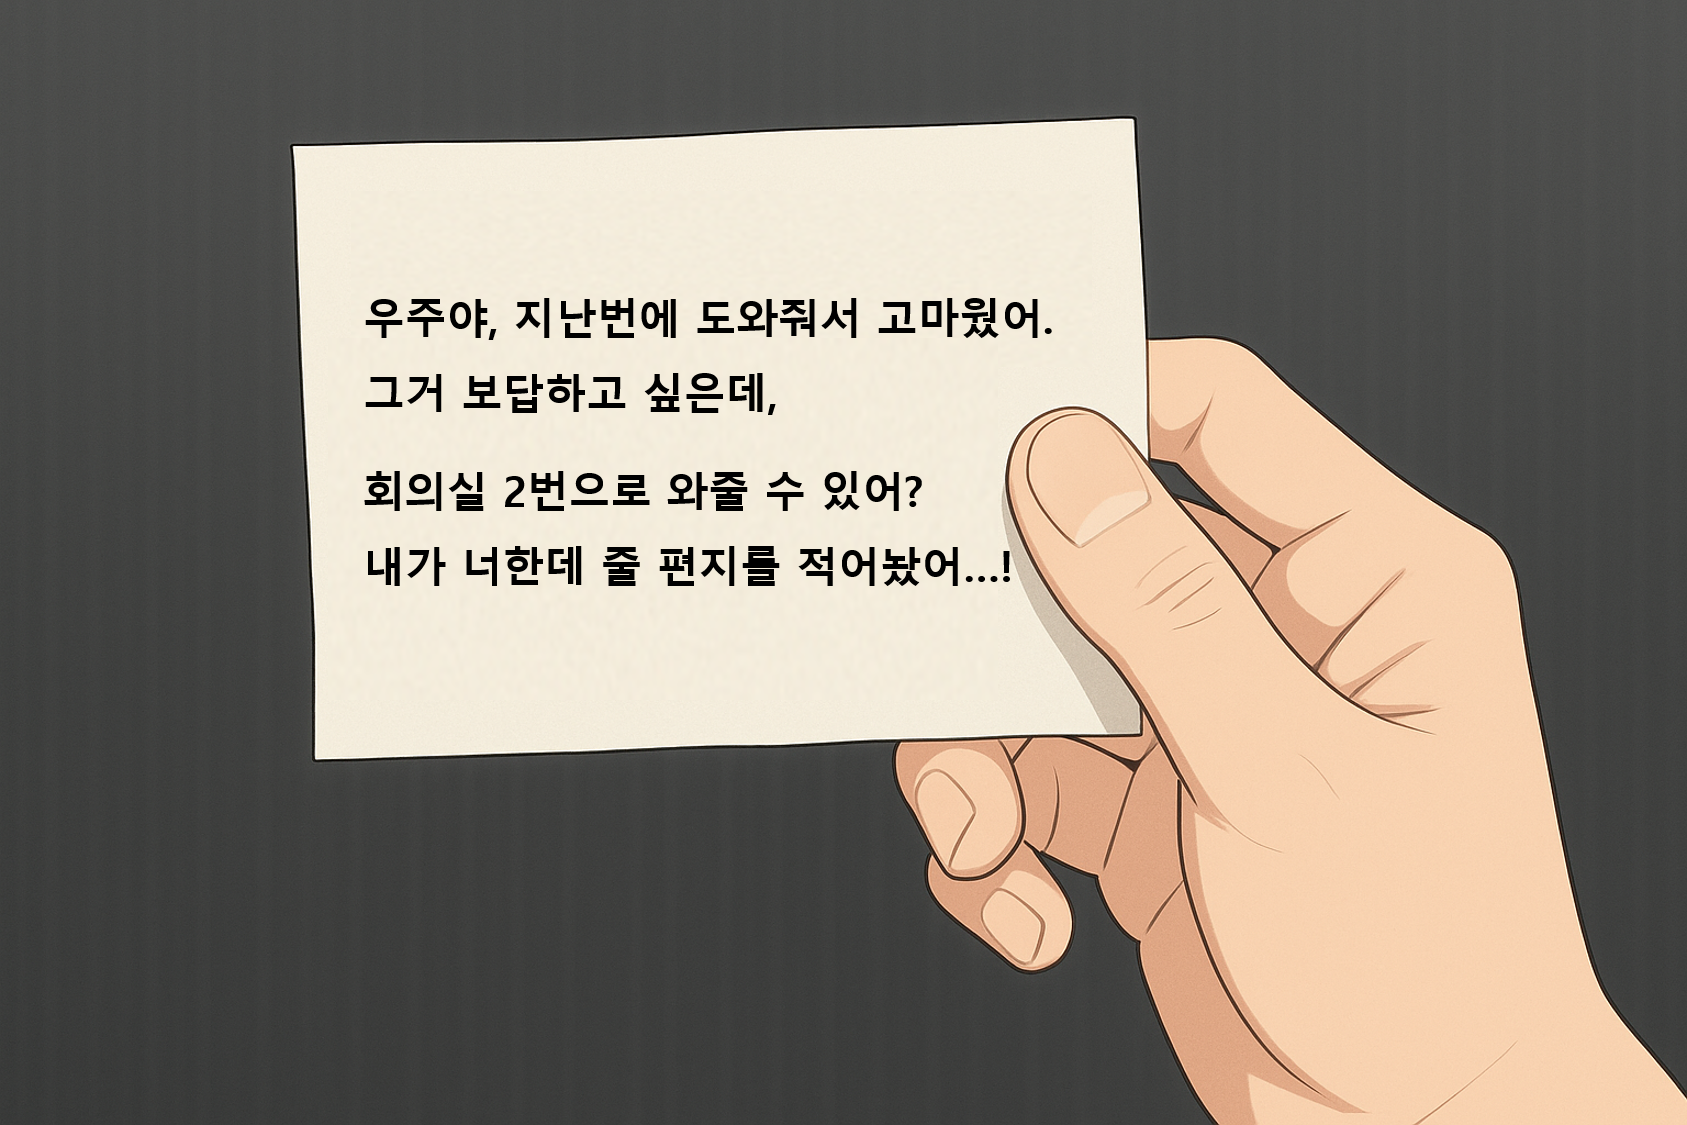 우주야, 지난번에 도와줘서 고마웠어.
그거 보답하고 싶은데,
회의실 2번으로 와줄 수 있어?
내가 너한데 줄 편지를 적어놨어...!